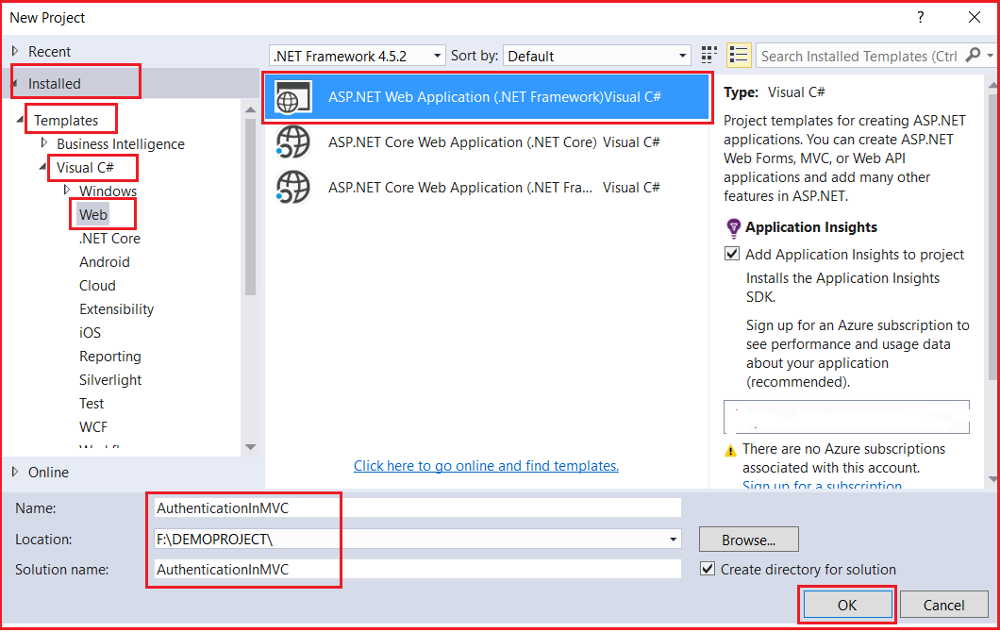 New Project
?
Recent
.NET Framework 4.5.2
Sort by:
Default
Search Installed Templates (Ctrl
Installed
Templates
Business Intelligence
Visual C#
Windows
Web
.NET Core
Android
Cloud
Extensibility
iOS
Reporting
Silverlight
Test
WCF
Online
ASP.NET Web Application (.NET Framework)Visual C#
ASP.NET Core Web Application (.NET Core) Visual C#
ASP.NET Core Web Application (.NET Fra... Visual C#
Click here to go online and find templates.
Type: Visual C#
Project templates for creating ASP.NET
applications. You can create ASP.NET
Web Forms, MVC, or Web API
applications and add many other
features in ASP.NET.
Application Insights
Add Application Insights to project
Installs the Application Insights
SDK.
Sign up for an Azure subscription to
see performance and usage data
about your application
(recommended).
There are no Azure subscriptions
associated with this account.
Sign up for a subscription
Name: AuthenticationInMVC
Location: F:\DEMOPROJECT\
Browse...
Solution name: AuthenticationInMVC
Create directory for solution
OK
Cancel